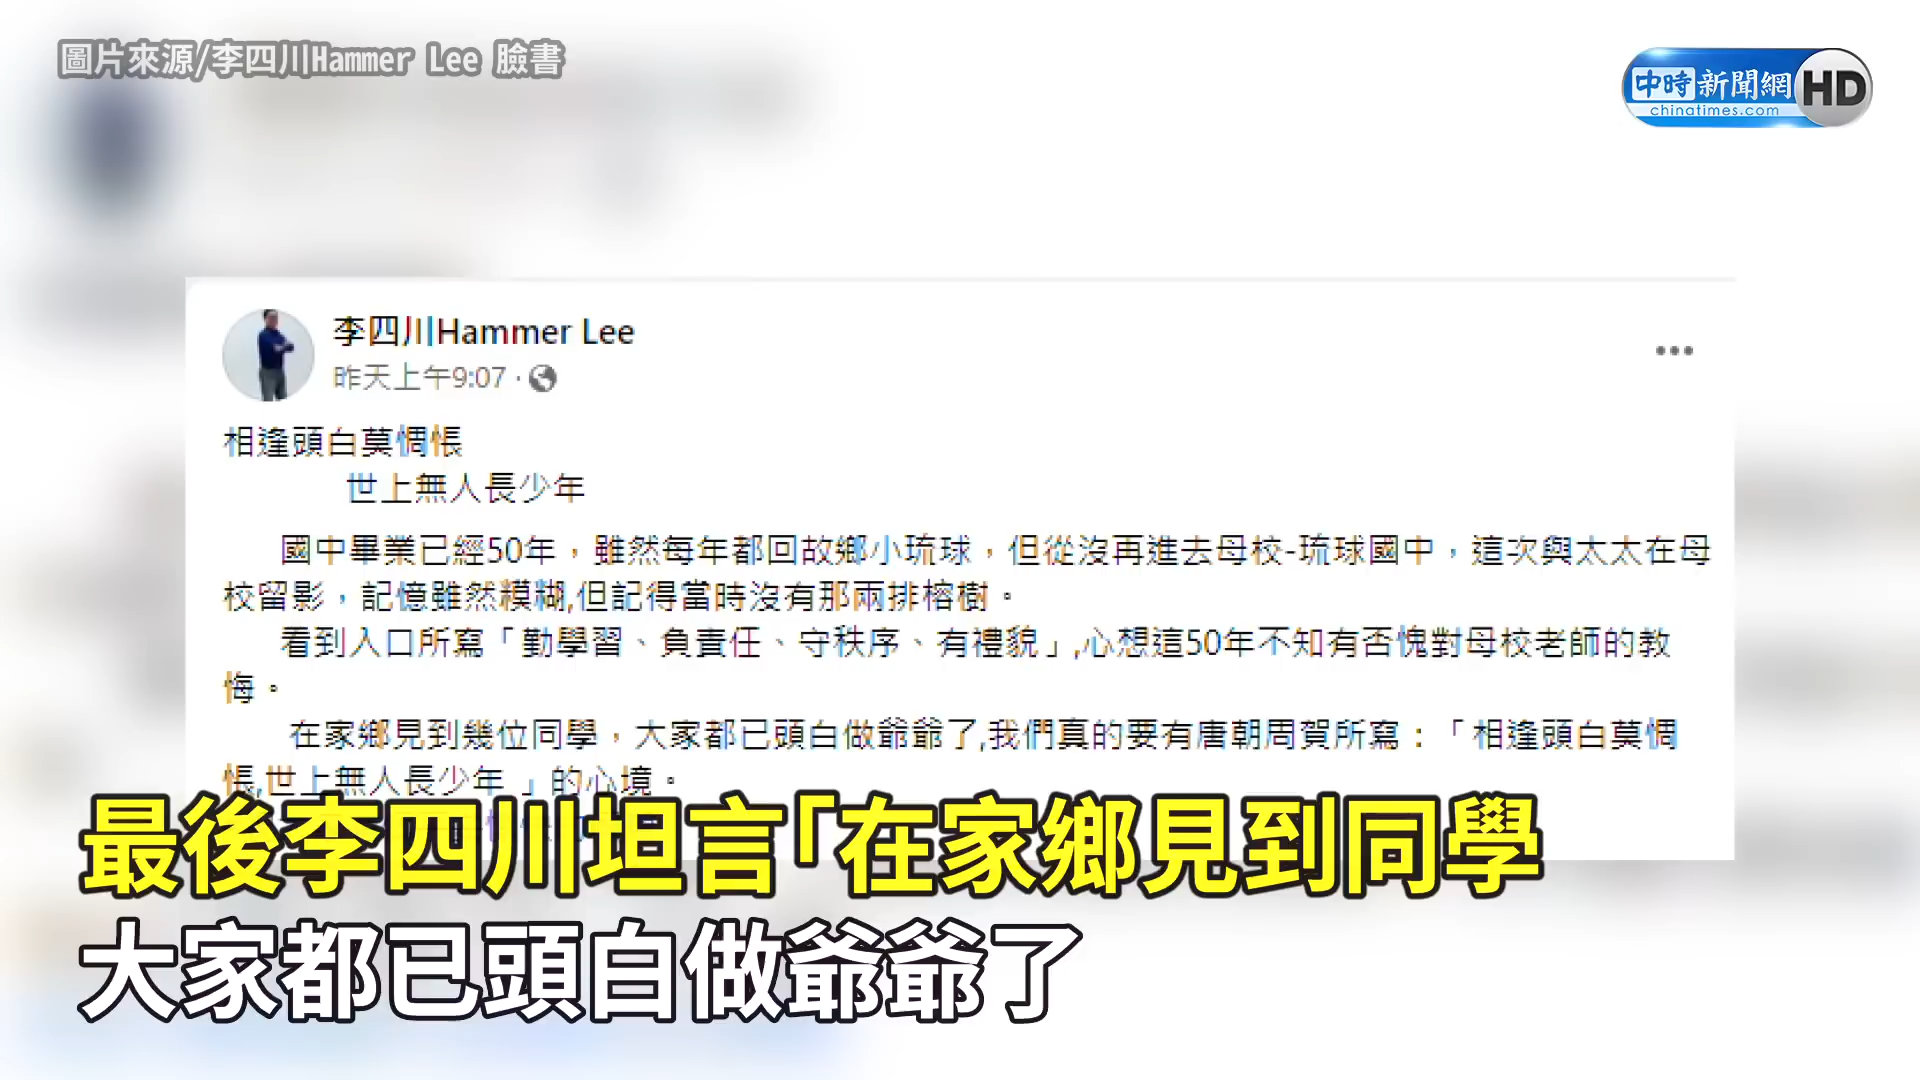 圖片來源/李四川Hammer Lee 臉書
中時新聞網HD
chinatimes.com
李四川Hammer Lee
昨天上午9:07
相逢頭白莫惆悵
世上無人長少年
國中畢業已經50年，雖然每年都回故鄉小琉球，但從沒再進去母校-琉球國中，這次與太太在母
校留影，記憶雖然糢糊,但記得當時沒有那兩排榕樹。
看到入口所寫「勤學習、負責任、守秩序、有禮貌」,心想這50年不知有否愧對母校老師的教
悔。
在家鄉見到幾位同學，大家都已頭白做爺爺了,我們真的要有唐朝周賀所寫：「相逢頭白莫惆
悵,世上無人長少年 」的心境。
最後李四川坦言「在家鄉見到同學
大家都已頭白做爺爺了